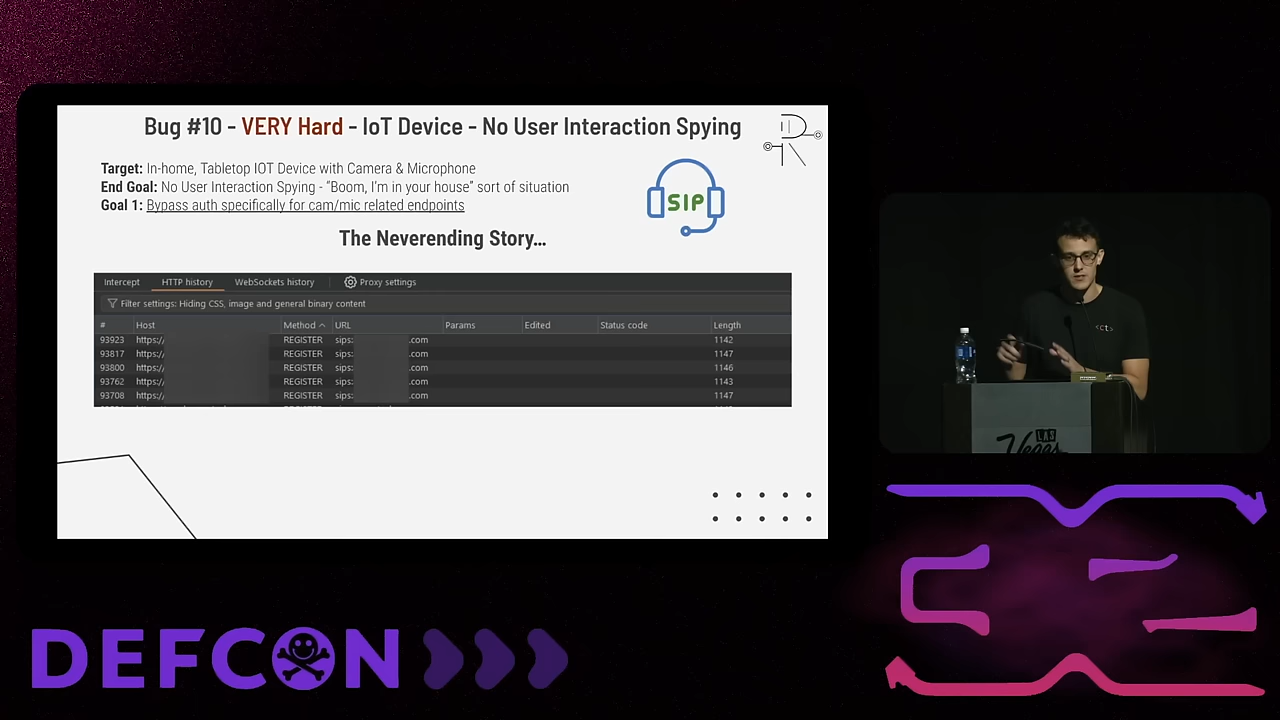 Bug #10 - VERY Hard - IoT Device - No User Interaction Spying
Target: In-home, Tabletop IOT Device with Camera & Microphone
End Goal: No User Interaction Spying - "Boom, I'm in your house" sort of situation
Goal 1: Bypass auth specifically for cam/mic related endpoints
SIP
The Neverending Story...
Intercept HTTP history WebSockets history Proxy settings
Filter settings: Hiding CSS, image and general binary content
# Host Method URL Params Edited Status code Length
93923 https:// REGISTER sips: .com 1142
93817 https:// REGISTER sips: .com 1147
93800 https:// REGISTER sips: .com 1146
93762 https:// REGISTER sips: .com 1143
93708 https:// REGISTER sips: .com 1147
<ct>
LAS
Vegas
DEFCON